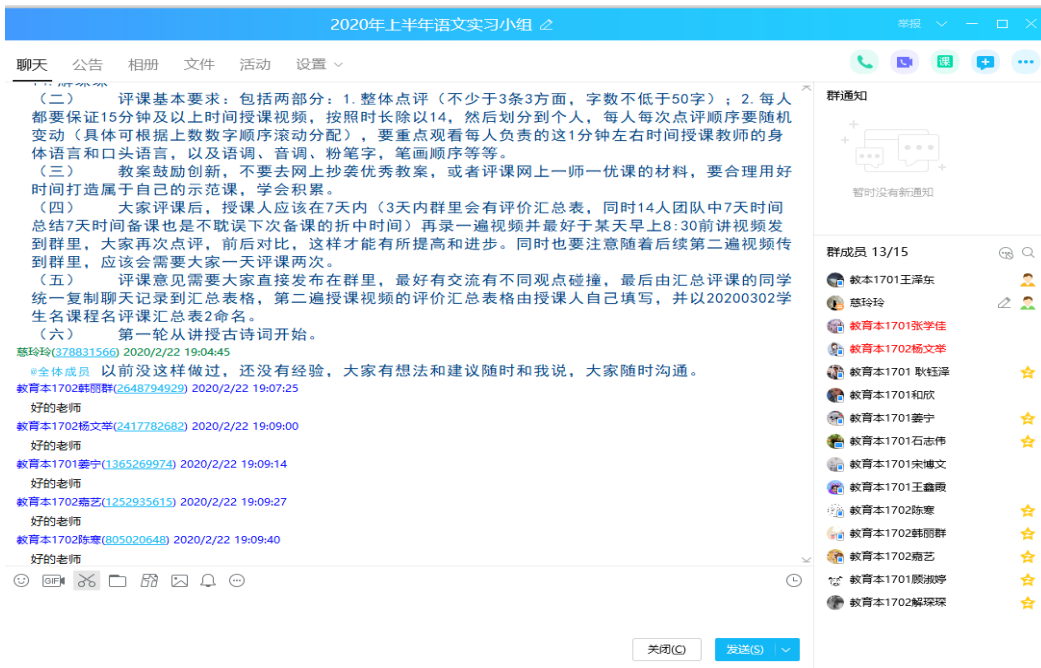 2020年上半年语文实习小组
举报
聊天 公告 相册 文件 活动 设置
（二） 评课基本要求：包括两部分：1.整体点评（不少于3条3方面，字数不低于50字）；2.每人
都要保证15分钟及以上时间授课视频，按照时长除以14，然后划分到个人，每人每次点评顺序要随机
变动（具体可根据上数数字顺序滚动分配），要重点观看每人负责的这1分钟左右时间授课教师的身
体语言和口头语言，以及语调、音调、粉笔字，笔画顺序等等。
（三） 教案鼓励创新，不要去网上抄袭优秀教案，或者评课网上一师一优课的材料，要合理用好
时间打造属于自己的示范课，学会积累。
（四） 大家评课后，授课人应该在7天内（3天内群里会有评价汇总表，同时14人团队中7天时间
总结7天时间备课也是不耽误下次备课的折中时间）再录一遍视频并最好于某天早上8:30前讲视频发
到群里，大家再次点评，前后对比，这样才能有所提高和进步。同时也要注意随着后续第二遍视频传
到群里，应该会需要大家一天评课两次。
（五） 评课意见需要大家直接发布在群里，最好有交流有不同观点碰撞，最后由汇总评课的同学
统一复制聊天记录到汇总表格，第二遍授课视频的评价汇总表格由授课人自己填写，并以20200302学
生名课程名评课汇总表2命名。
（六） 第一轮从讲授古诗词开始。
慈玲玲(378831566) 2020/2/22 19:04:45
@全体成员 以前没这样做过，还没有经验，大家有想法和建议随时和我说，大家随时沟通。
教育本1702韩丽群(2648794929) 2020/2/22 19:07:25
好的老师
教育本1702杨文举(2417782682) 2020/2/22 19:09:00
好的老师
教育本1701姜宁(1365269974) 2020/2/22 19:09:14
好的老师
教育本1702嘉艺(1252935615) 2020/2/22 19:09:27
好的老师
教育本1702陈寒(805020648) 2020/2/22 19:09:40
好的老师
GIF
关闭(C) 发送(S)
课
群通知
暂时没有新通知
群成员 13/15
教本1701王泽东
慈玲玲
教育本1701张学佳
教育本1702杨文举
教育本1701 耿钰泽
教育本1701和欣
教育本1701姜宁
教育本1701石志伟
教育本1701宋博文
教育本1701王鑫霞
教育本1702陈寒
教育本1702韩丽群
教育本1702嘉艺
教育本1701顾淑婷
教育本1702解琛琛